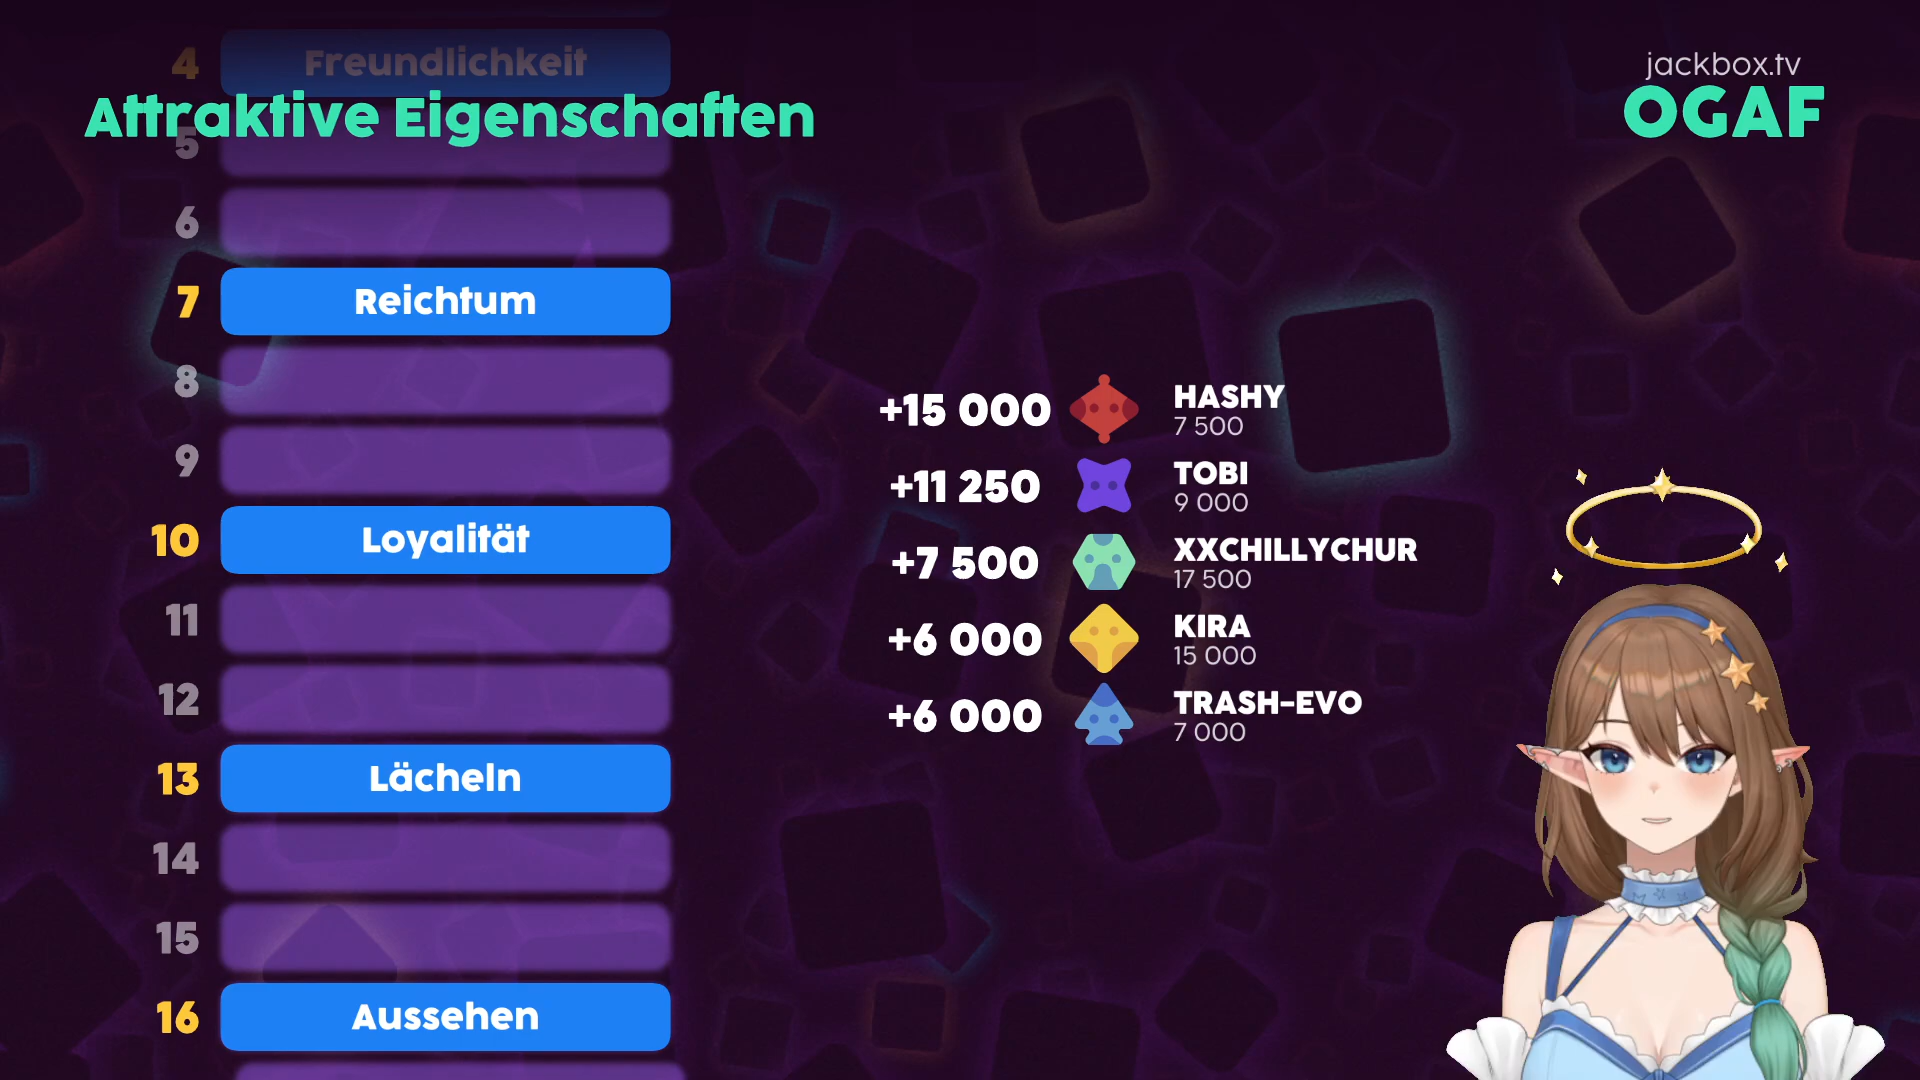 4 Freundlichkeit
Attraktive Eigenschaften
5
6
7 Reichtum
8
9
10 Loyalität
11
12
13 Lächeln
14
15
16 Aussehen
jackbox.tv
OGAF
+15 000 HASHY
7 500
+11 250 TOBI
9 000
+7 500 XXCHILLYCHUR
17 500
+6 000 KIRA
15 000
+6 000 TRASH-EVO
7 000